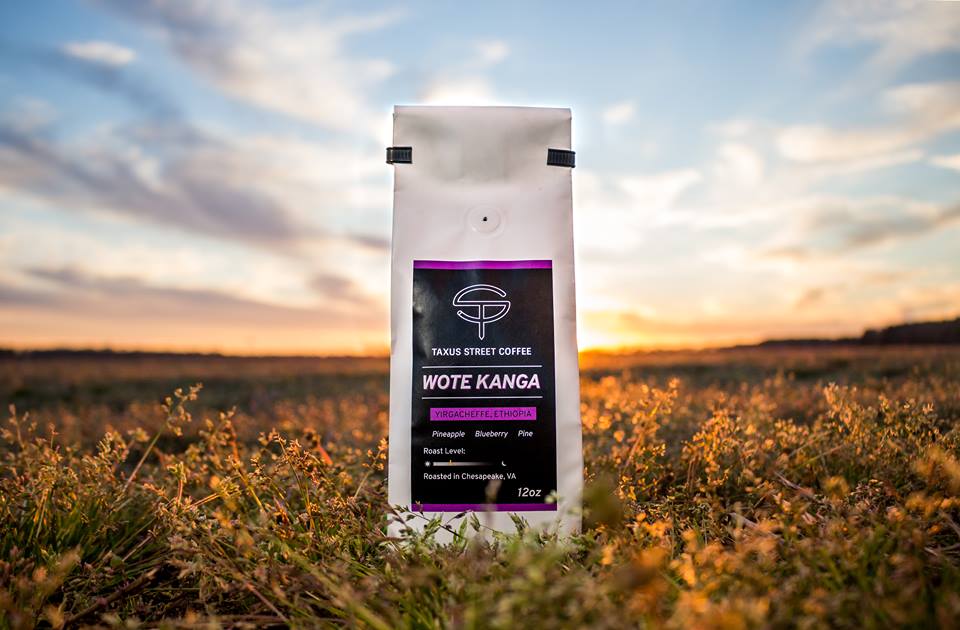 TAXUS STREET COFFEE
WOTE KANGA
YIRGACHEFFE, ETHIOPIA
Pineapple Blueberry Pine
Roast Level:
Roasted in Chesapeake, VA
12oz